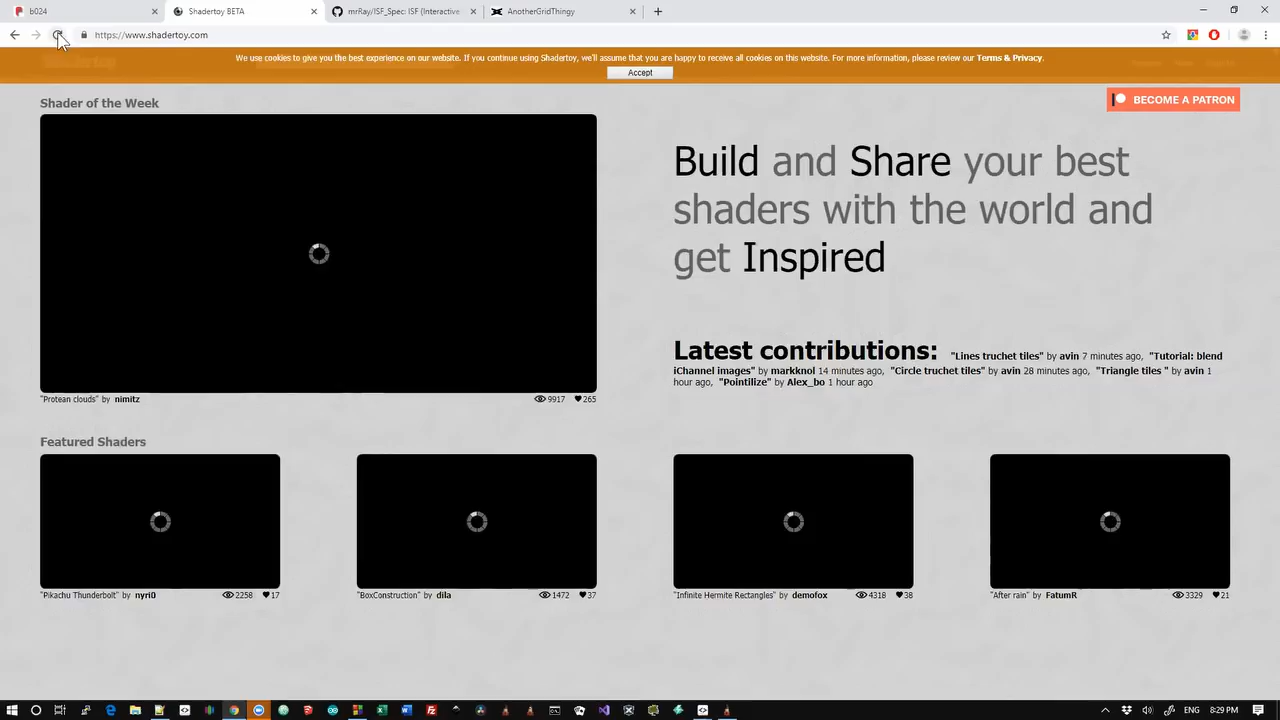 b024
Shadertoy BETA
mrRay/ISF_Spec: ISF (Interactive
AnotherGridThingy
https://www.shadertoy.com
We use cookies to give you the best experience on our website. If you continue using Shadertoy, we'll assume that you are happy to receive all cookies on this website. For more information, please review our Terms & Privacy.
Accept
Shader of the Week
BECOME A PATRON
Build and Share your best
shaders with the world and
get Inspired
Latest contributions: "Lines truchet tiles" by avin 7 minutes ago, "Tutorial: blend
iChannel images" by markknol 14 minutes ago, "Circle truchet tiles" by avin 28 minutes ago, "Triangle tiles " by avin 1
hour ago, "Pointilize" by Alex_bo 1 hour ago
"Protean clouds" by nimitz
9917 265
Featured Shaders
"Pikachu Thunderbolt" by nyri0 2258 17
"BoxConstruction" by dila 1472 37
"Infinite Hermite Rectangles" by demofox 4318 38
"After rain" by FatumR 3329 21
ENG 8:29 PM